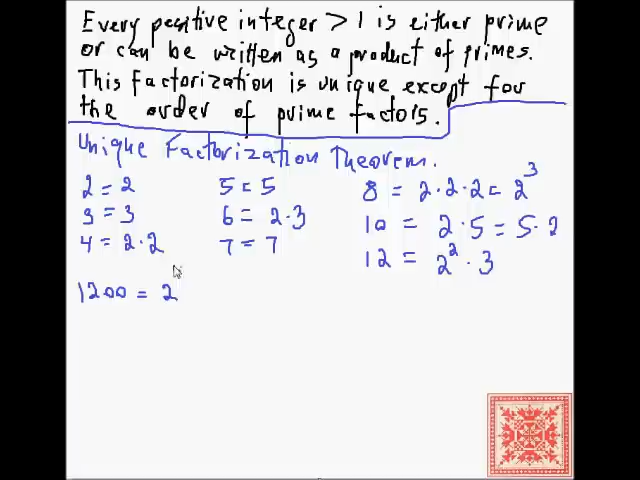 Every positive integer > 1 is either prime
or can be written as a product of primes.
This factorization is unique except for
the order of prime factors.
Unique Factorization Theorem.
2 = 2 5 = 5 8 = 2 · 2 · 2 = 2³
3 = 3 6 = 2 · 3 10 = 2 · 5 = 5 · 2
4 = 2 · 2 7 = 7 12 = 2² · 3
1200 = 2